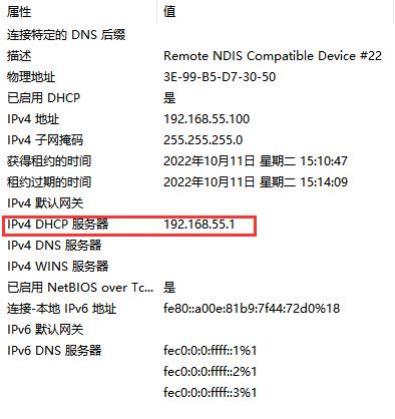 属性 值
连接特定的 DNS 后缀
描述 Remote NDIS Compatible Device #22
物理地址 3E-99-B5-D7-30-50
已启用 DHCP 是
IPv4 地址 192.168.55.100
IPv4 子网掩码 255.255.255.0
获得租约的时间 2022年10月11日 星期二 15:10:47
租约过期的时间 2022年10月11日 星期二 15:14:09
IPv4 默认网关
IPv4 DHCP 服务器 192.168.55.1
IPv4 DNS 服务器
IPv4 WINS 服务器
已启用 NetBIOS over Tc... 是
连接-本地 IPv6 地址 fe80::a00e:81b9:7f44:72d0%18
IPv6 默认网关
IPv6 DNS 服务器 fec0:0:0:ffff::1%1
fec0:0:0:ffff::2%1
fec0:0:0:ffff::3%1